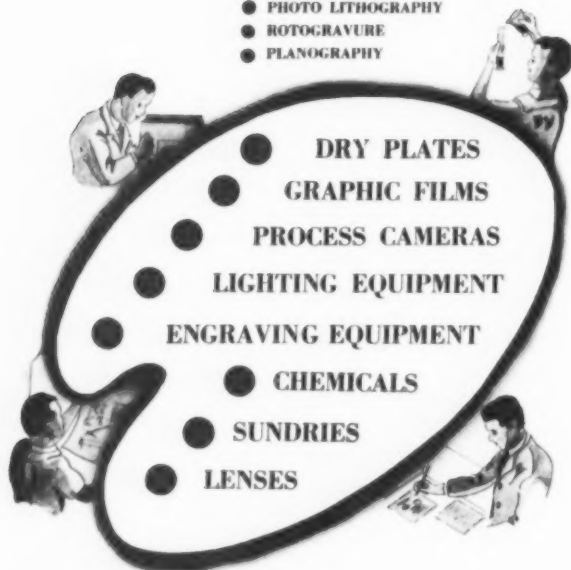 PHOTO LITHOGRAPHY
ROTOGRAVURE
PLANOGRAPHY
DRY PLATES
GRAPHIC FILMS
PROCESS CAMERAS
LIGHTING EQUIPMENT
ENGRAVING EQUIPMENT
CHEMICALS
SUNDRIES
LENSES